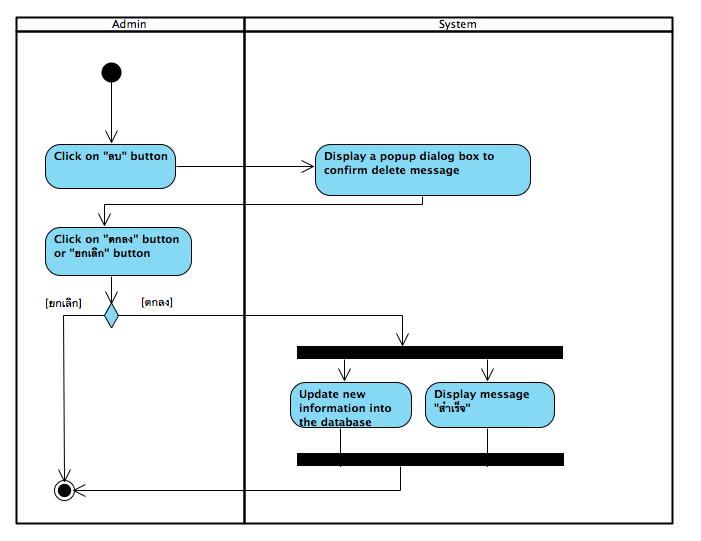 Admin
System
Click on "ลบ" button
Display a popup dialog box to
confirm delete message
Click on "ตกลง" button
or "ยกเลิก" button
[ยกเลิก]
[ตกลง]
Update new
information into
the database
Display message
"สำเร็จ"